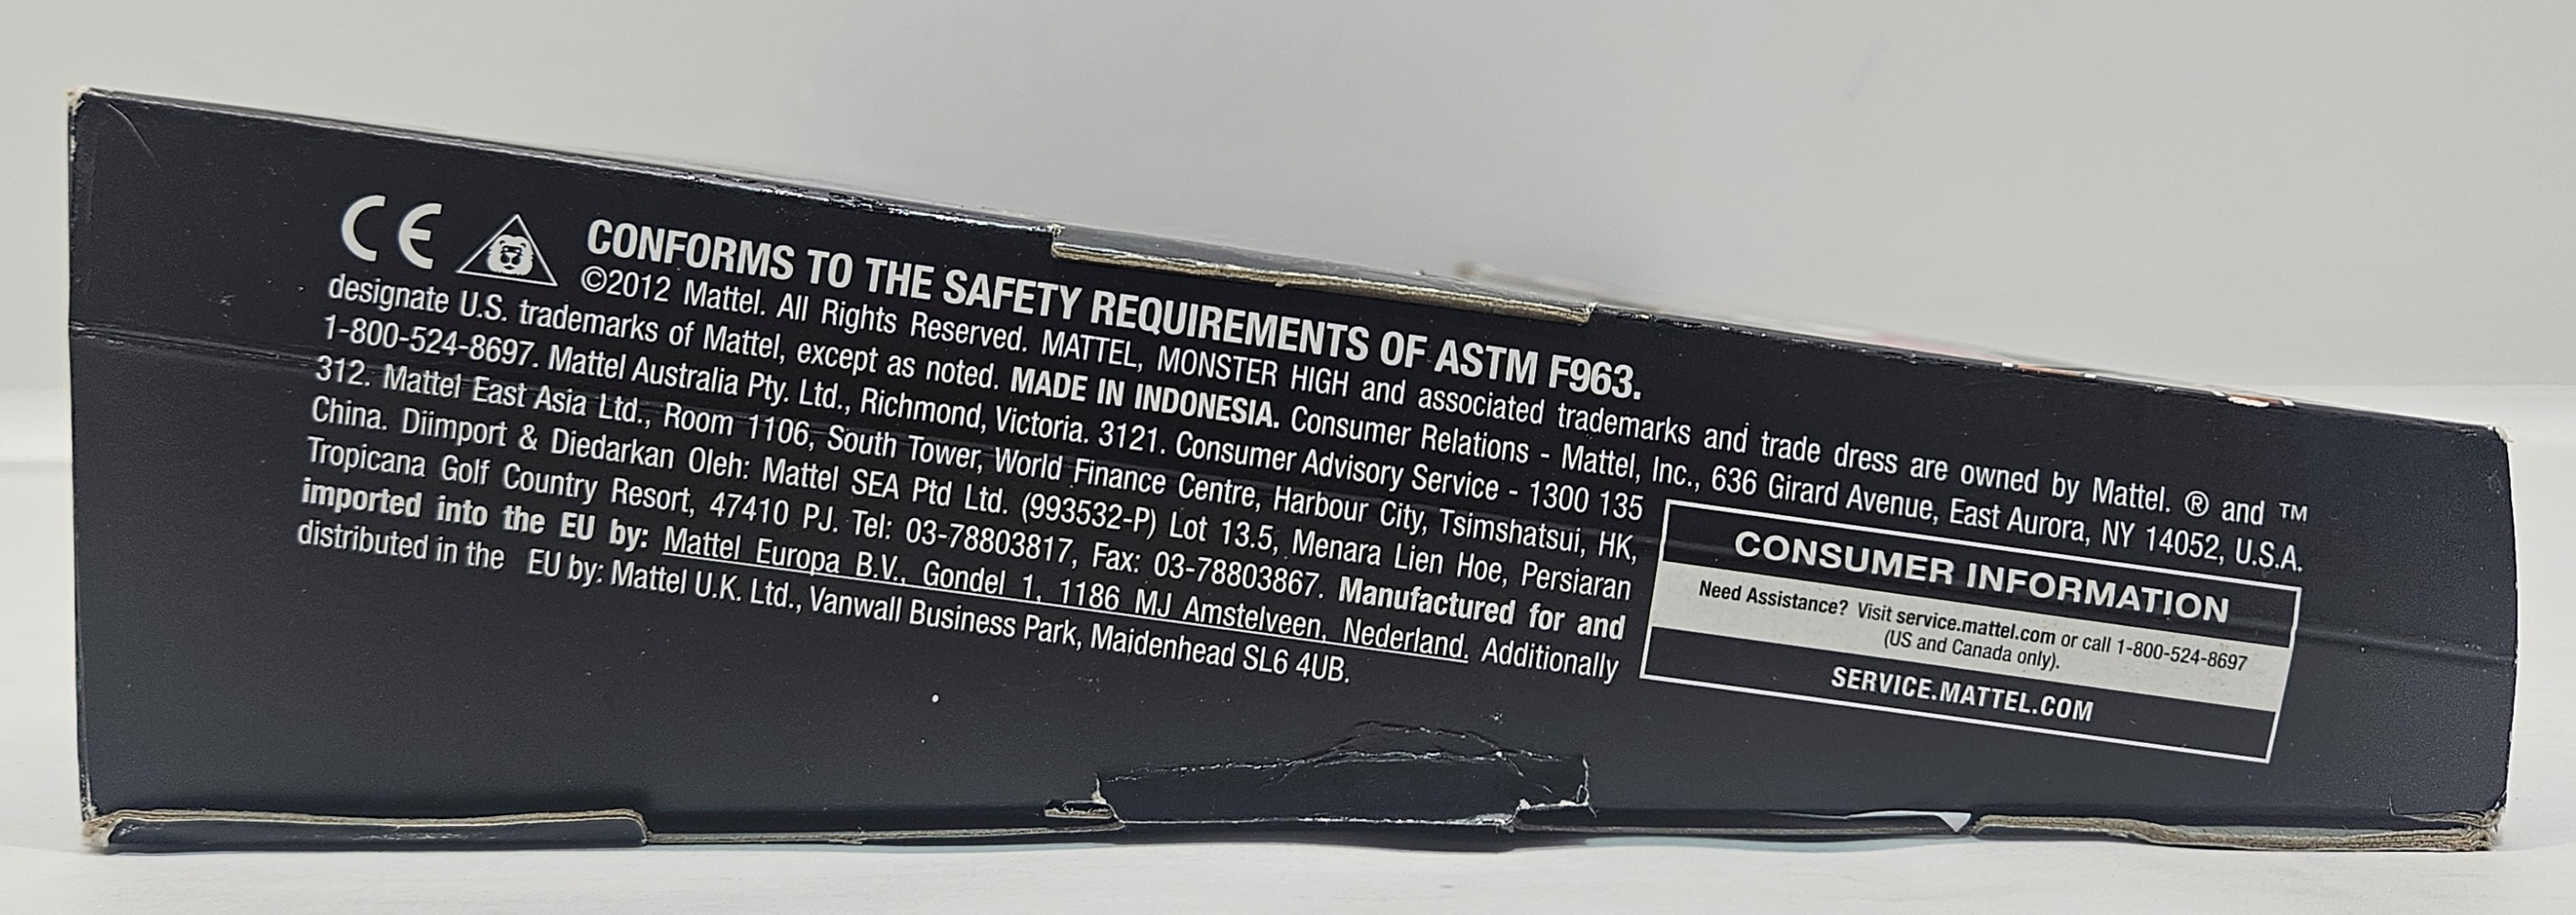 CE
CONFORMS TO THE SAFETY REQUIREMENTS OF ASTM F963.
©2012 Mattel. All Rights Reserved. MATTEL, MONSTER HIGH and associated trademarks and trade dress are owned by Mattel. ® and ™
designate U.S. trademarks of Mattel, except as noted. MADE IN INDONESIA. Consumer Relations - Mattel, Inc., 636 Girard Avenue, East Aurora, NY 14052, U.S.A.
1-800-524-8697. Mattel Australia Pty. Ltd., Richmond, Victoria. 3121. Consumer Advisory Service - 1300 135
312. Mattel East Asia Ltd., Room 1106, South Tower, World Finance Centre, Harbour City, Tsimshatsui, HK,
China. Diimport & Diedarkan Oleh: Mattel SEA Ptd Ltd. (993532-P) Lot 13.5, Menara Lien Hoe, Persiaran
Tropicana Golf Country Resort, 47410 PJ. Tel: 03-78803817, Fax: 03-78803867. Manufactured for and
imported into the EU by: Mattel Europa B.V., Gondel 1, 1186 MJ Amstelveen, Nederland. Additionally
distributed in the EU by: Mattel U.K. Ltd., Vanwall Business Park, Maidenhead SL6 4UB.
CONSUMER INFORMATION
Need Assistance? Visit service.mattel.com or call 1-800-524-8697
(US and Canada only).
SERVICE.MATTEL.COM